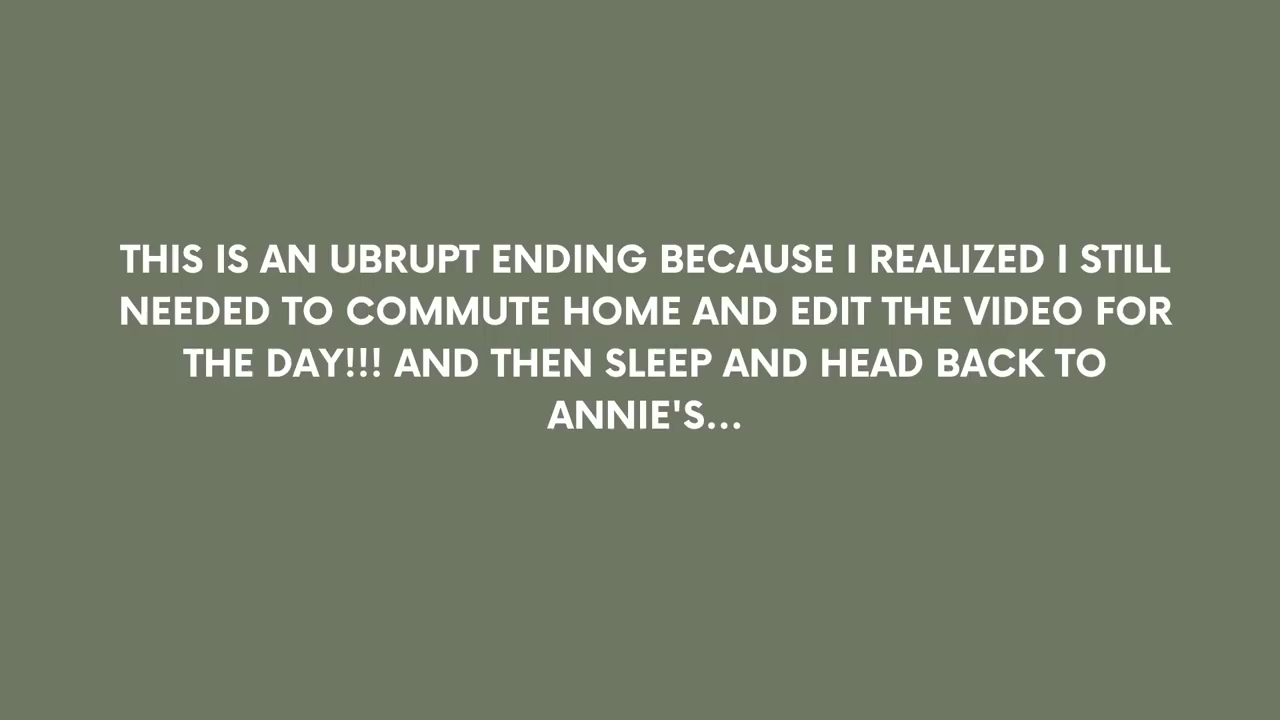 THIS IS AN UBRUPT ENDING BECAUSE I REALIZED I STILL
NEEDED TO COMMUTE HOME AND EDIT THE VIDEO FOR
THE DAY!!! AND THEN SLEEP AND HEAD BACK TO
ANNIE'S...